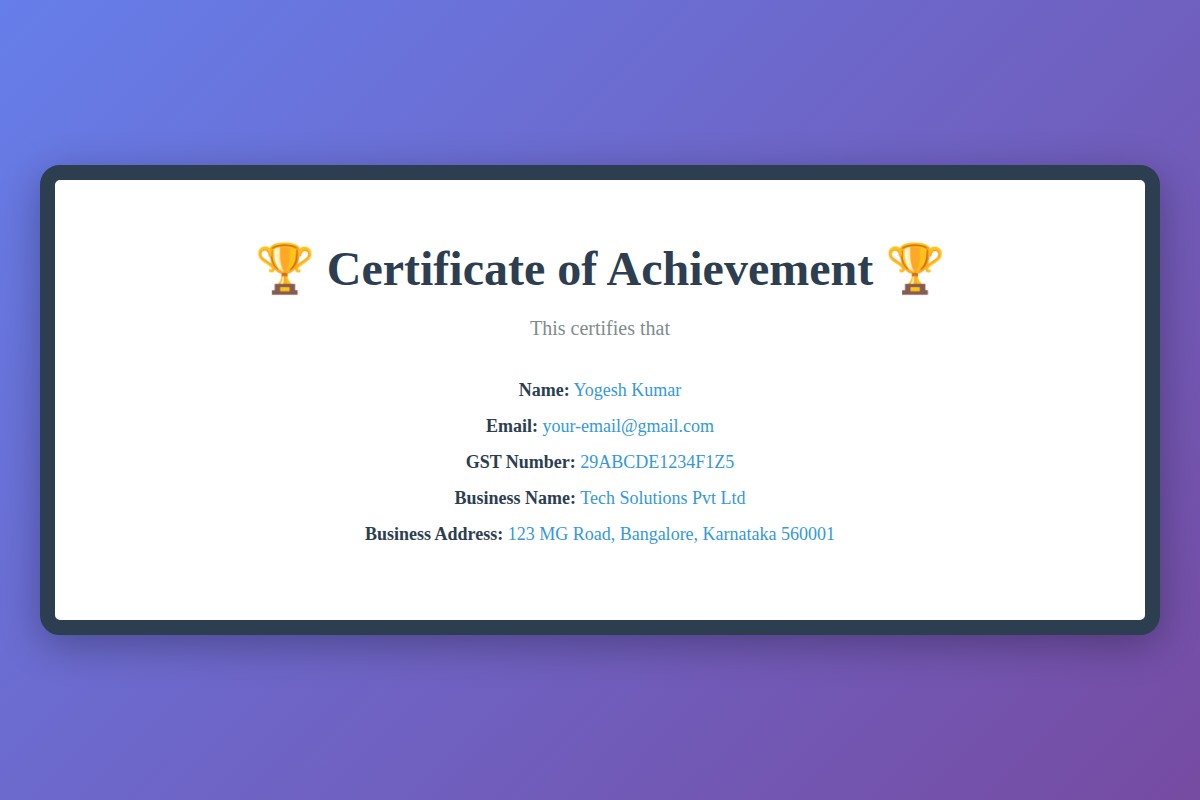 🏆 Certificate of Achievement 🏆
This certifies that
Name: Yogesh Kumar
Email: your-email@gmail.com
GST Number: 29ABCDE1234F1Z5
Business Name: Tech Solutions Pvt Ltd
Business Address: 123 MG Road, Bangalore, Karnataka 560001